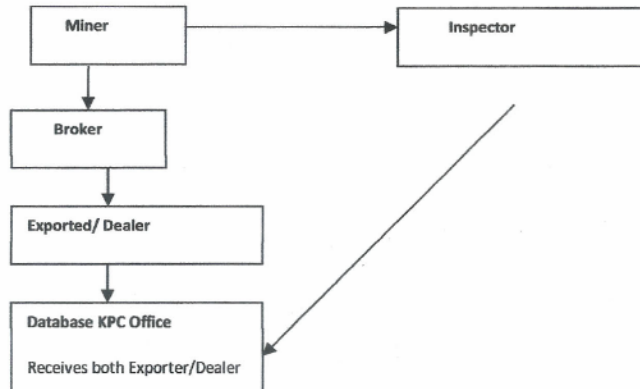 Miner
Inspector
Broker
Exported/ Dealer
Database KPC Office
Receives both Exporter/Dealer